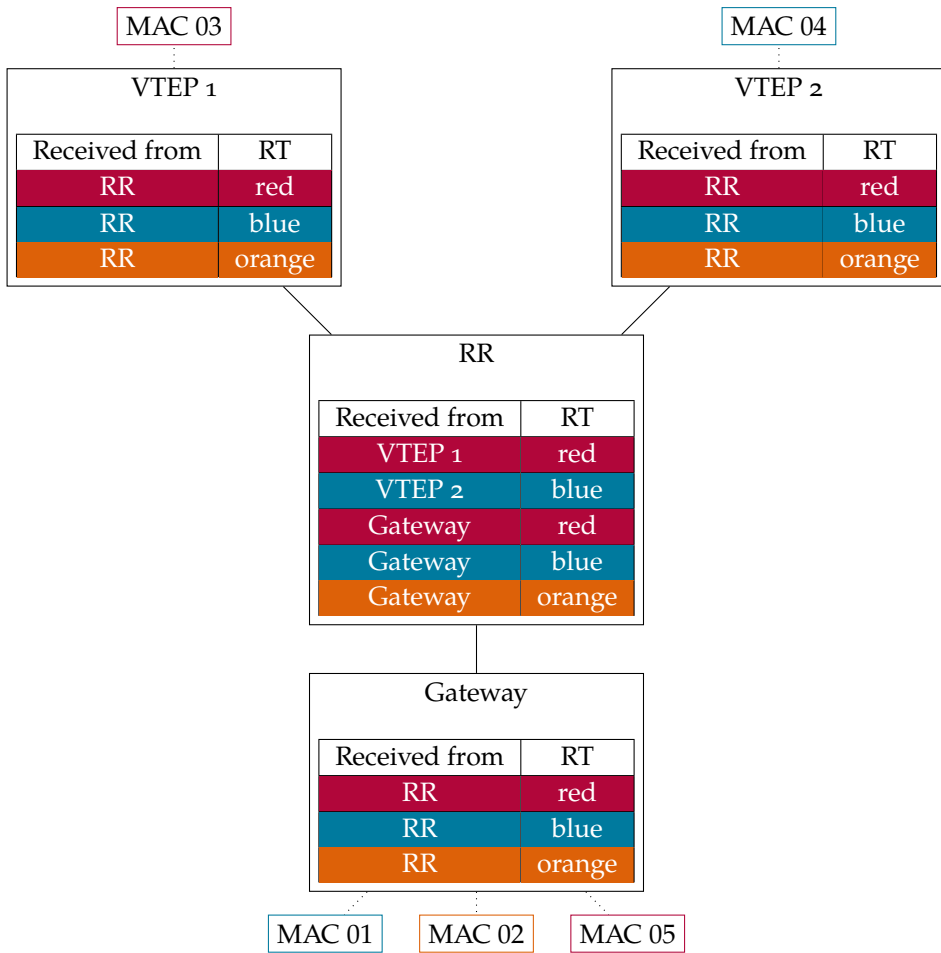 MAC 03
MAC 04
VTEP 1
Received from RT
RR red
RR blue
RR orange
VTEP 2
Received from RT
RR red
RR blue
RR orange
RR
Received from RT
VTEP 1 red
VTEP 2 blue
Gateway red
Gateway blue
Gateway orange
Gateway
Received from RT
RR red
RR blue
RR orange
MAC 01
MAC 02
MAC 05